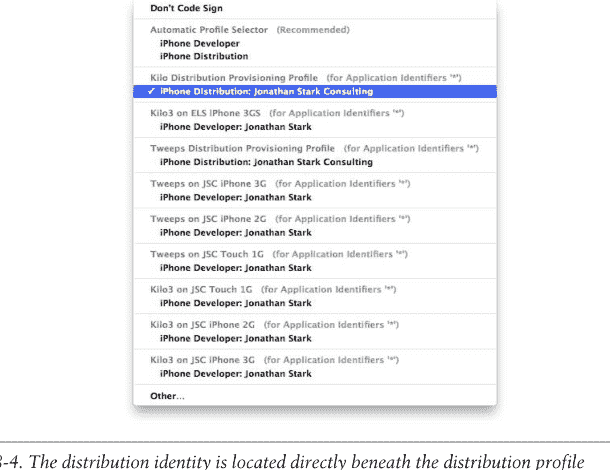 Don't Code Sign
Automatic Profile Selector (Recommended)
iPhone Developer
iPhone Distribution
Kilo Distribution Provisioning Profile (for Application Identifiers '*')
✓ iPhone Distribution: Jonathan Stark Consulting
Kilo3 on ELS iPhone 3GS (for Application Identifiers '*')
iPhone Developer: Jonathan Stark
Tweeps Distribution Provisioning Profile (for Application Identifiers '*')
iPhone Distribution: Jonathan Stark Consulting
Tweeps on JSC iPhone 3G (for Application Identifiers '*')
iPhone Developer: Jonathan Stark
Tweeps on JSC iPhone 2G (for Application Identifiers '*')
iPhone Developer: Jonathan Stark
Tweeps on JSC Touch 1G (for Application Identifiers '*')
iPhone Developer: Jonathan Stark
Kilo3 on JSC Touch 1G (for Application Identifiers '*')
iPhone Developer: Jonathan Stark
Kilo3 on JSC iPhone 2G (for Application Identifiers '*')
iPhone Developer: Jonathan Stark
Kilo3 on JSC iPhone 3G (for Application Identifiers '*')
iPhone Developer: Jonathan Stark
Other...
-4. The distribution identity is located directly beneath the distribution profile